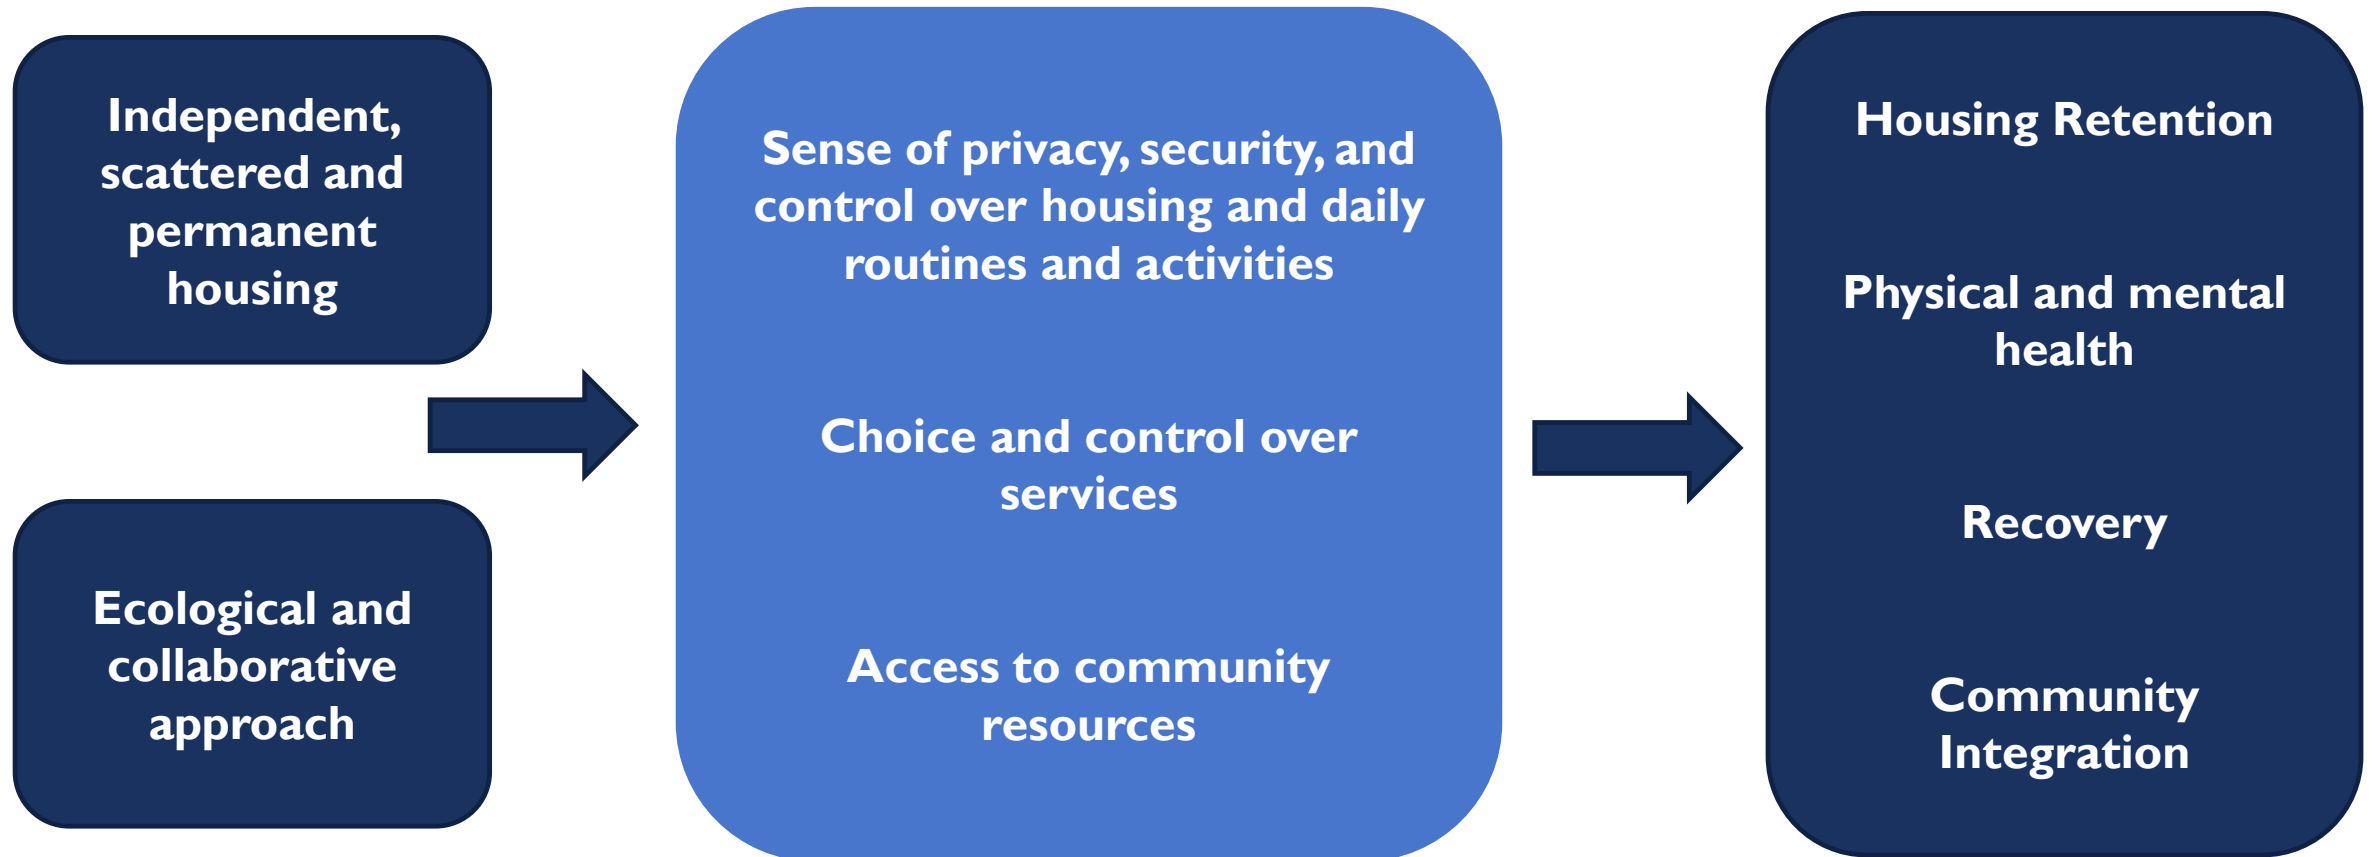 Independent,
scattered and
permanent
housing
Ecological and
collaborative
approach
Sense of privacy, security, and
control over housing and daily
routines and activities
Choice and control over
services
Access to community
resources
Housing Retention
Physical and mental
health
Recovery
Community
Integration